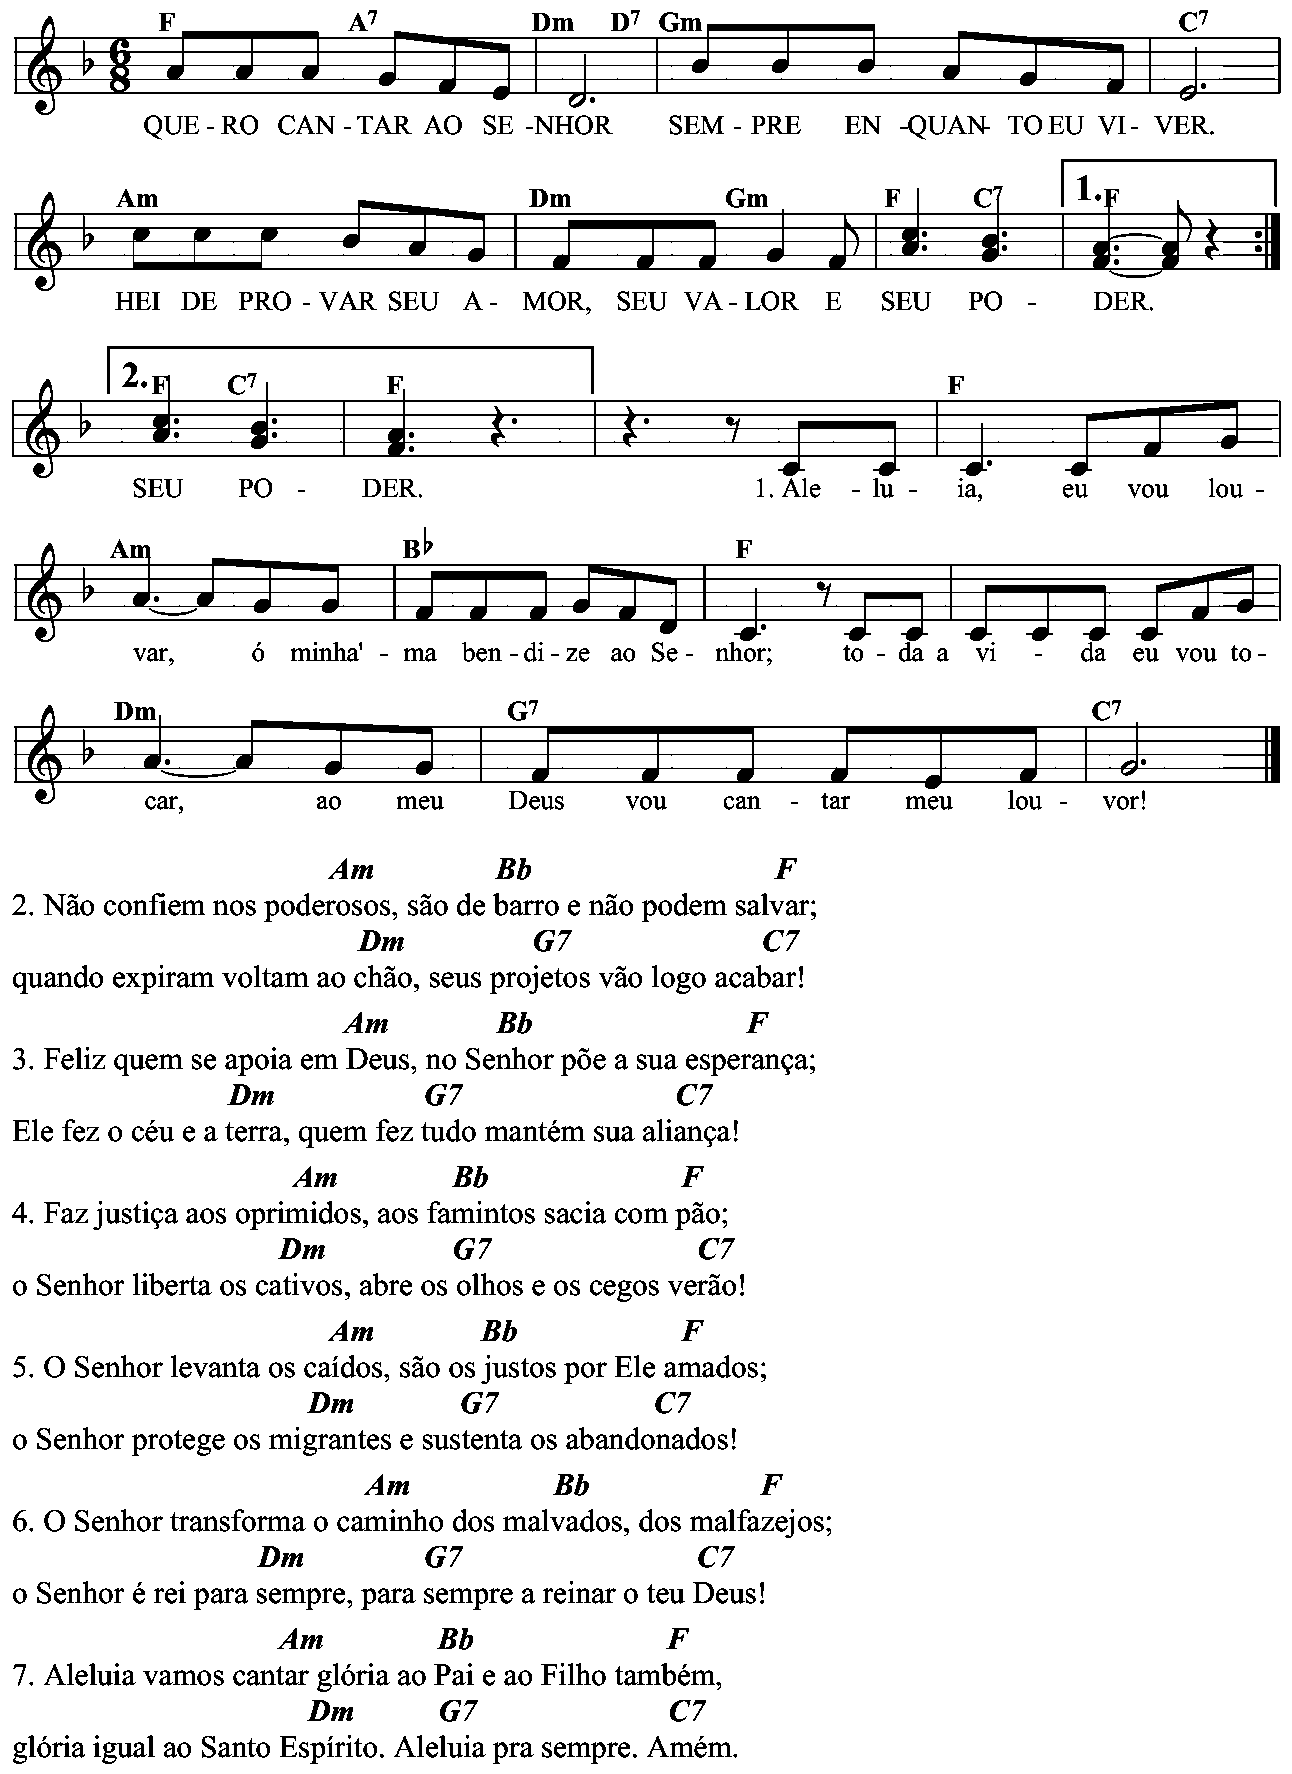 F A7 Dm D7 Gm C7
6
8
QUE - RO CAN - TAR AO SE - NHOR SEM - PRE EN - QUAN - TO EU VI - VER.
1.
Am Dm Gm F C7 F
HEI DE PRO - VAR SEU A - MOR, SEU VA - LOR E SEU PO - DER.
2. F C7 F F
SEU PO - DER. 1. Ale - lu - ia, eu vou lou -
Am B♭ F
var, ó minha' - ma ben - di - ze ao Se - nhor; to - da a vi - da eu vou to -
Dm G7 C7
car, ao meu Deus vou can - tar meu lou - vor!
Am Bb F
2. Não confiem nos poderosos, são de barro e não podem salvar;
Dm G7 C7
quando expiram voltam ao chão, seus projetos vão logo acabar!
Am Bb F
3. Feliz quem se apoia em Deus, no Senhor põe a sua esperança;
Dm G7 C7
Ele fez o céu e a terra, quem fez tudo mantém sua aliança!
Am Bb F
4. Faz justiça aos oprimidos, aos famintos sacia com pão;
Dm G7 C7
o Senhor liberta os cativos, abre os olhos e os cegos verão!
Am Bb F
5. O Senhor levanta os caídos, são os justos por Ele amados;
Dm G7 C7
o Senhor protege os migrantes e sustenta os abandonados!
Am Bb F
6. O Senhor transforma o caminho dos malvados, dos malfazejos;
Dm G7 C7
o Senhor é rei para sempre, para sempre a reinar o teu Deus!
Am Bb F
7. Aleluia vamos cantar glória ao Pai e ao Filho também,
Dm G7 C7
glória igual ao Santo Espírito. Aleluia pra sempre. Amém.